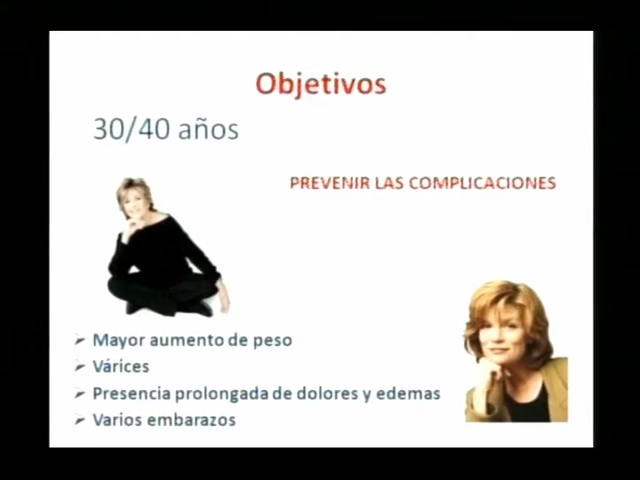 Objetivos
30/40 años
PREVENIR LAS COMPLICACIONES
Mayor aumento de peso
Várices
Presencia prolongada de dolores y edemas
Varios embarazos